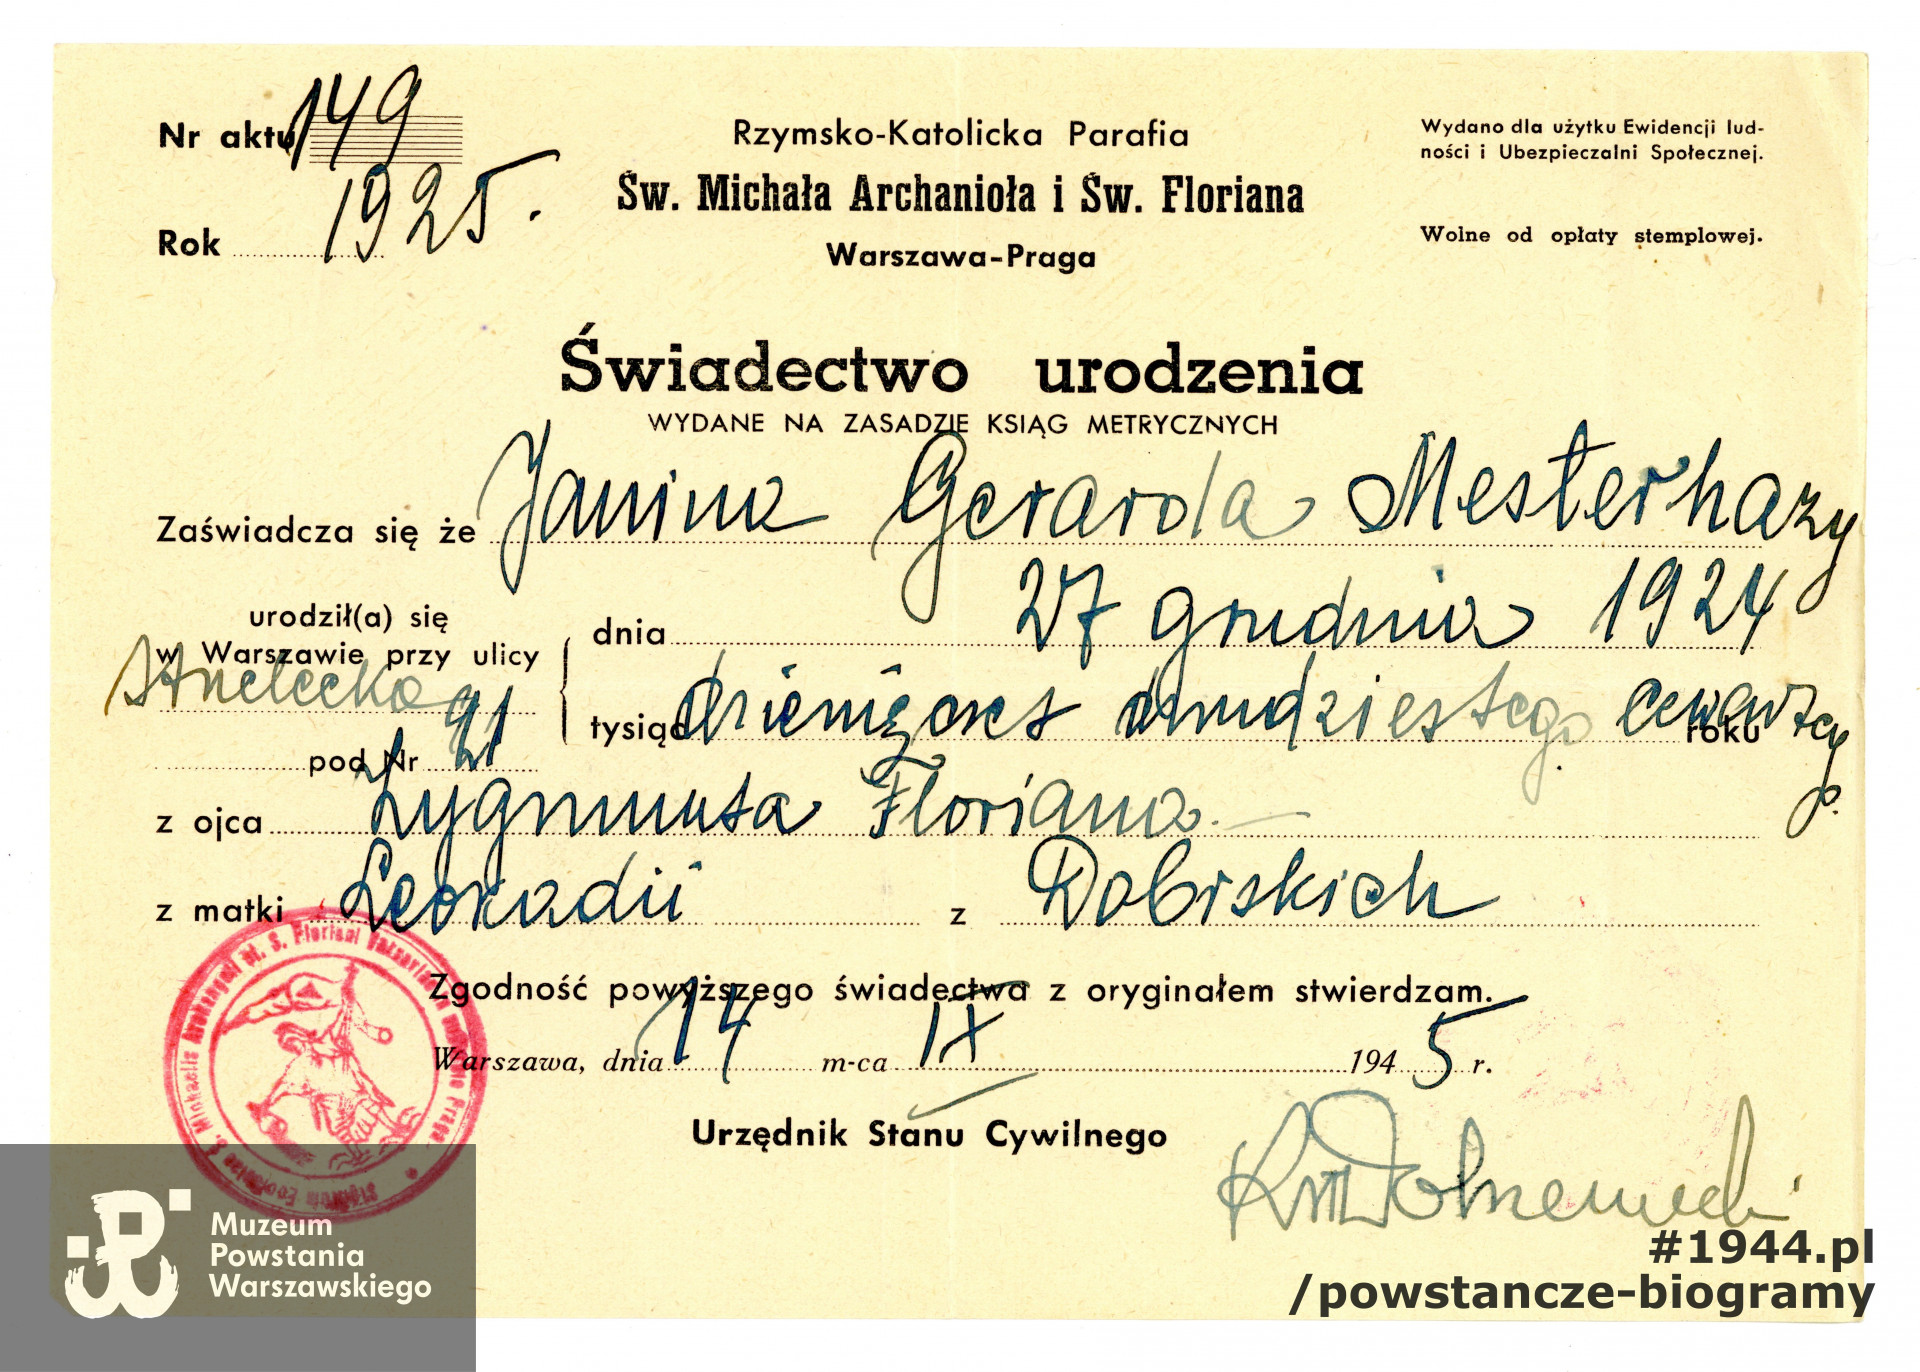 Nr aktu 149
Rok 1925.
Rzymsko-Katolicka Parafia
Św. Michała Archanioła i Św. Floriana
Warszawa-Praga
Wydano dla użytku Ewidencji lud-
ności i Ubezpieczalni Społecznej.
Wolne od opłaty stemplowej.
Świadectwo urodzenia
WYDANE NA ZASADZIE KSIĄG METRYCZNYCH
Zaświadcza się że Janina Gerarda Mesterhazy
urodził(a) się
w Warszawie przy ulicy
Strzelecka 21
pod Nr 21
dnia 27 grudnia 1924
tysiąc dziewięćset dwudziestego czwartego roku
z ojca Zygmunta Floriana
z matki Leokadii z Dobrskich
Zgodność powyższego świadectwa z oryginałem stwierdzam.
Warszawa, dnia 14 m-ca IX 1945 r.
Urzędnik Stanu Cywilnego
Muzeum
Powstania
Warszawskiego
#1944.pl
/powstancze-biogramy